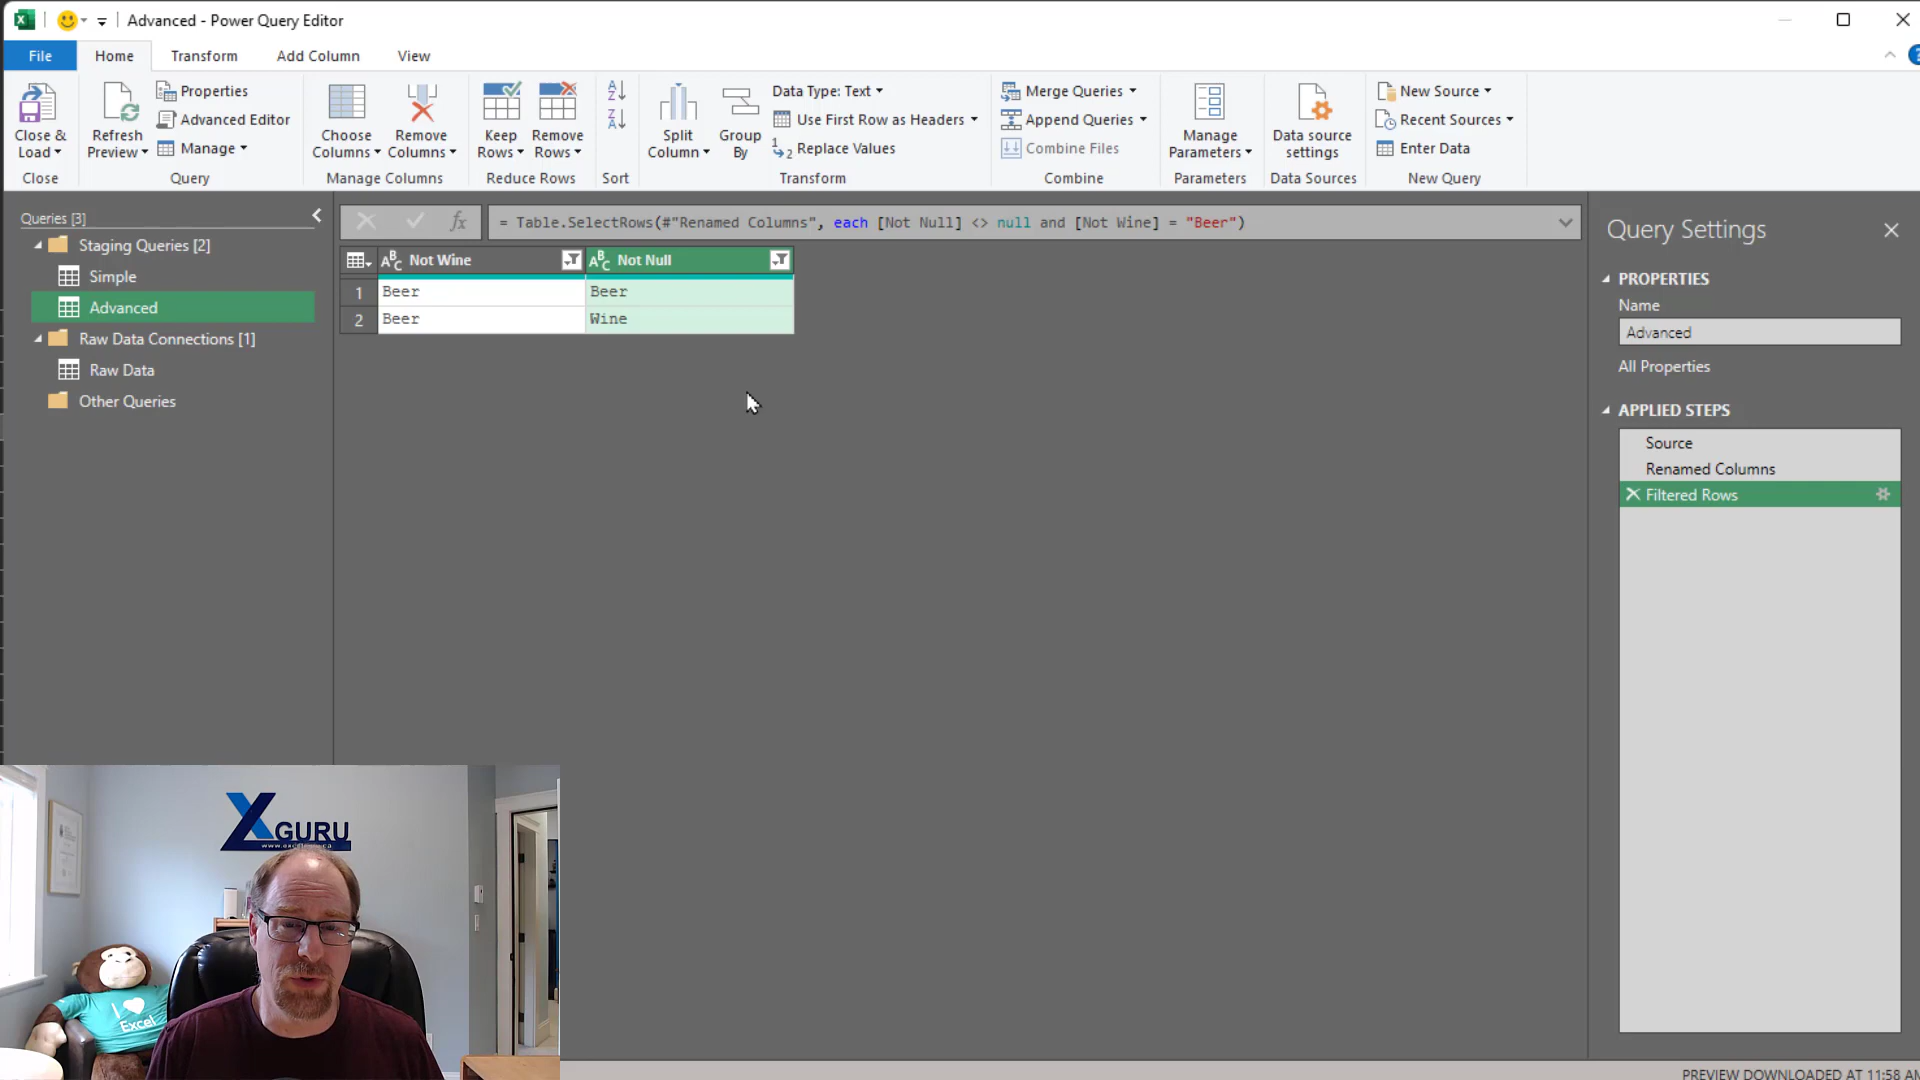 Advanced - Power Query Editor
File
Home
Transform
Add Column
View
Close & Load
Close
Refresh Preview
Properties
Advanced Editor
Manage
Query
Choose Columns
Remove Columns
Manage Columns
Keep Rows
Remove Rows
Reduce Rows
Sort
Split Column
Group By
Data Type: Text
Use First Row as Headers
Replace Values
Transform
Merge Queries
Append Queries
Combine Files
Combine
Manage Parameters
Parameters
Data source settings
Data Sources
New Source
Recent Sources
Enter Data
New Query
Queries [3]
Staging Queries [2]
Simple
Advanced
Raw Data Connections [1]
Raw Data
Other Queries
fx
= Table.SelectRows(#"Renamed Columns", each [Not Null] <> null and [Not Wine] = "Beer")
Not Wine
Not Null
1 Beer Beer
2 Beer Wine
Query Settings
PROPERTIES
Name
Advanced
All Properties
APPLIED STEPS
Source
Renamed Columns
Filtered Rows
XGURU
I
Excel
PREVIEW DOWNLOADED AT 11:58 AM